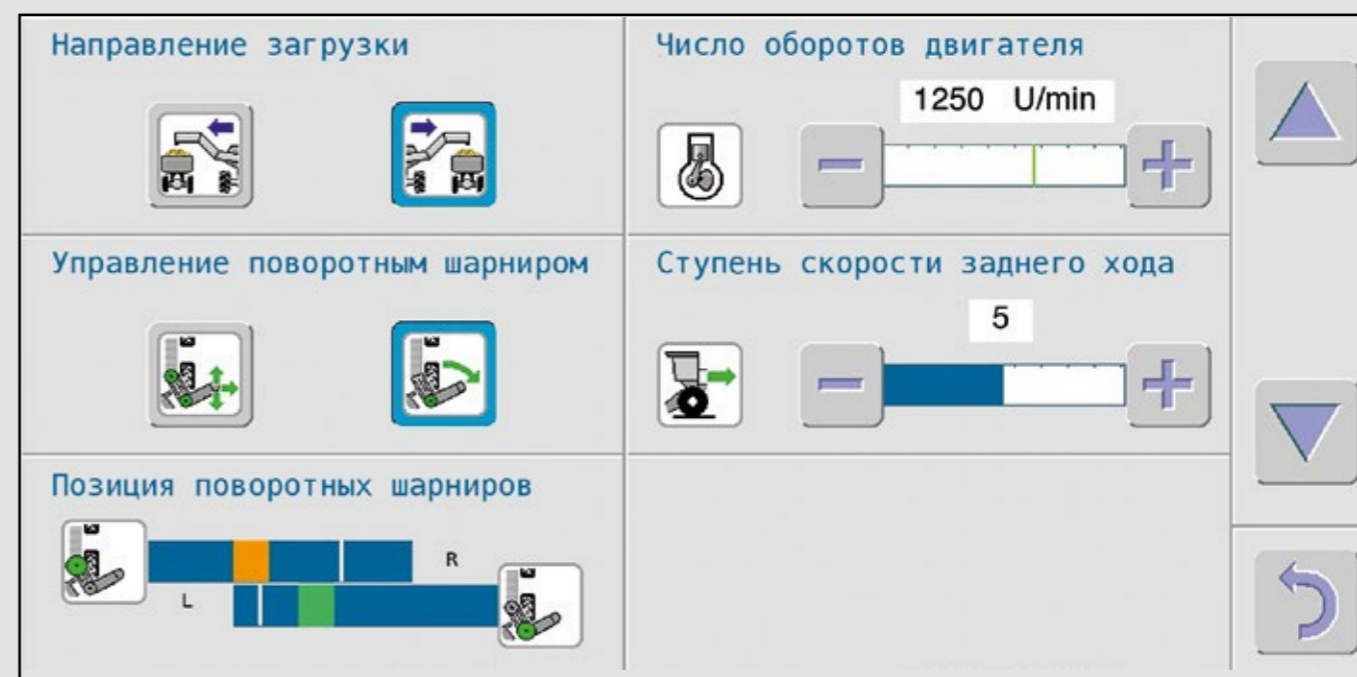 Направление загрузки
Число оборотов двигателя
1250 U/min
Управление поворотным шарниром
Ступень скорости заднего хода
5
Позиция поворотных шарниров
R
L